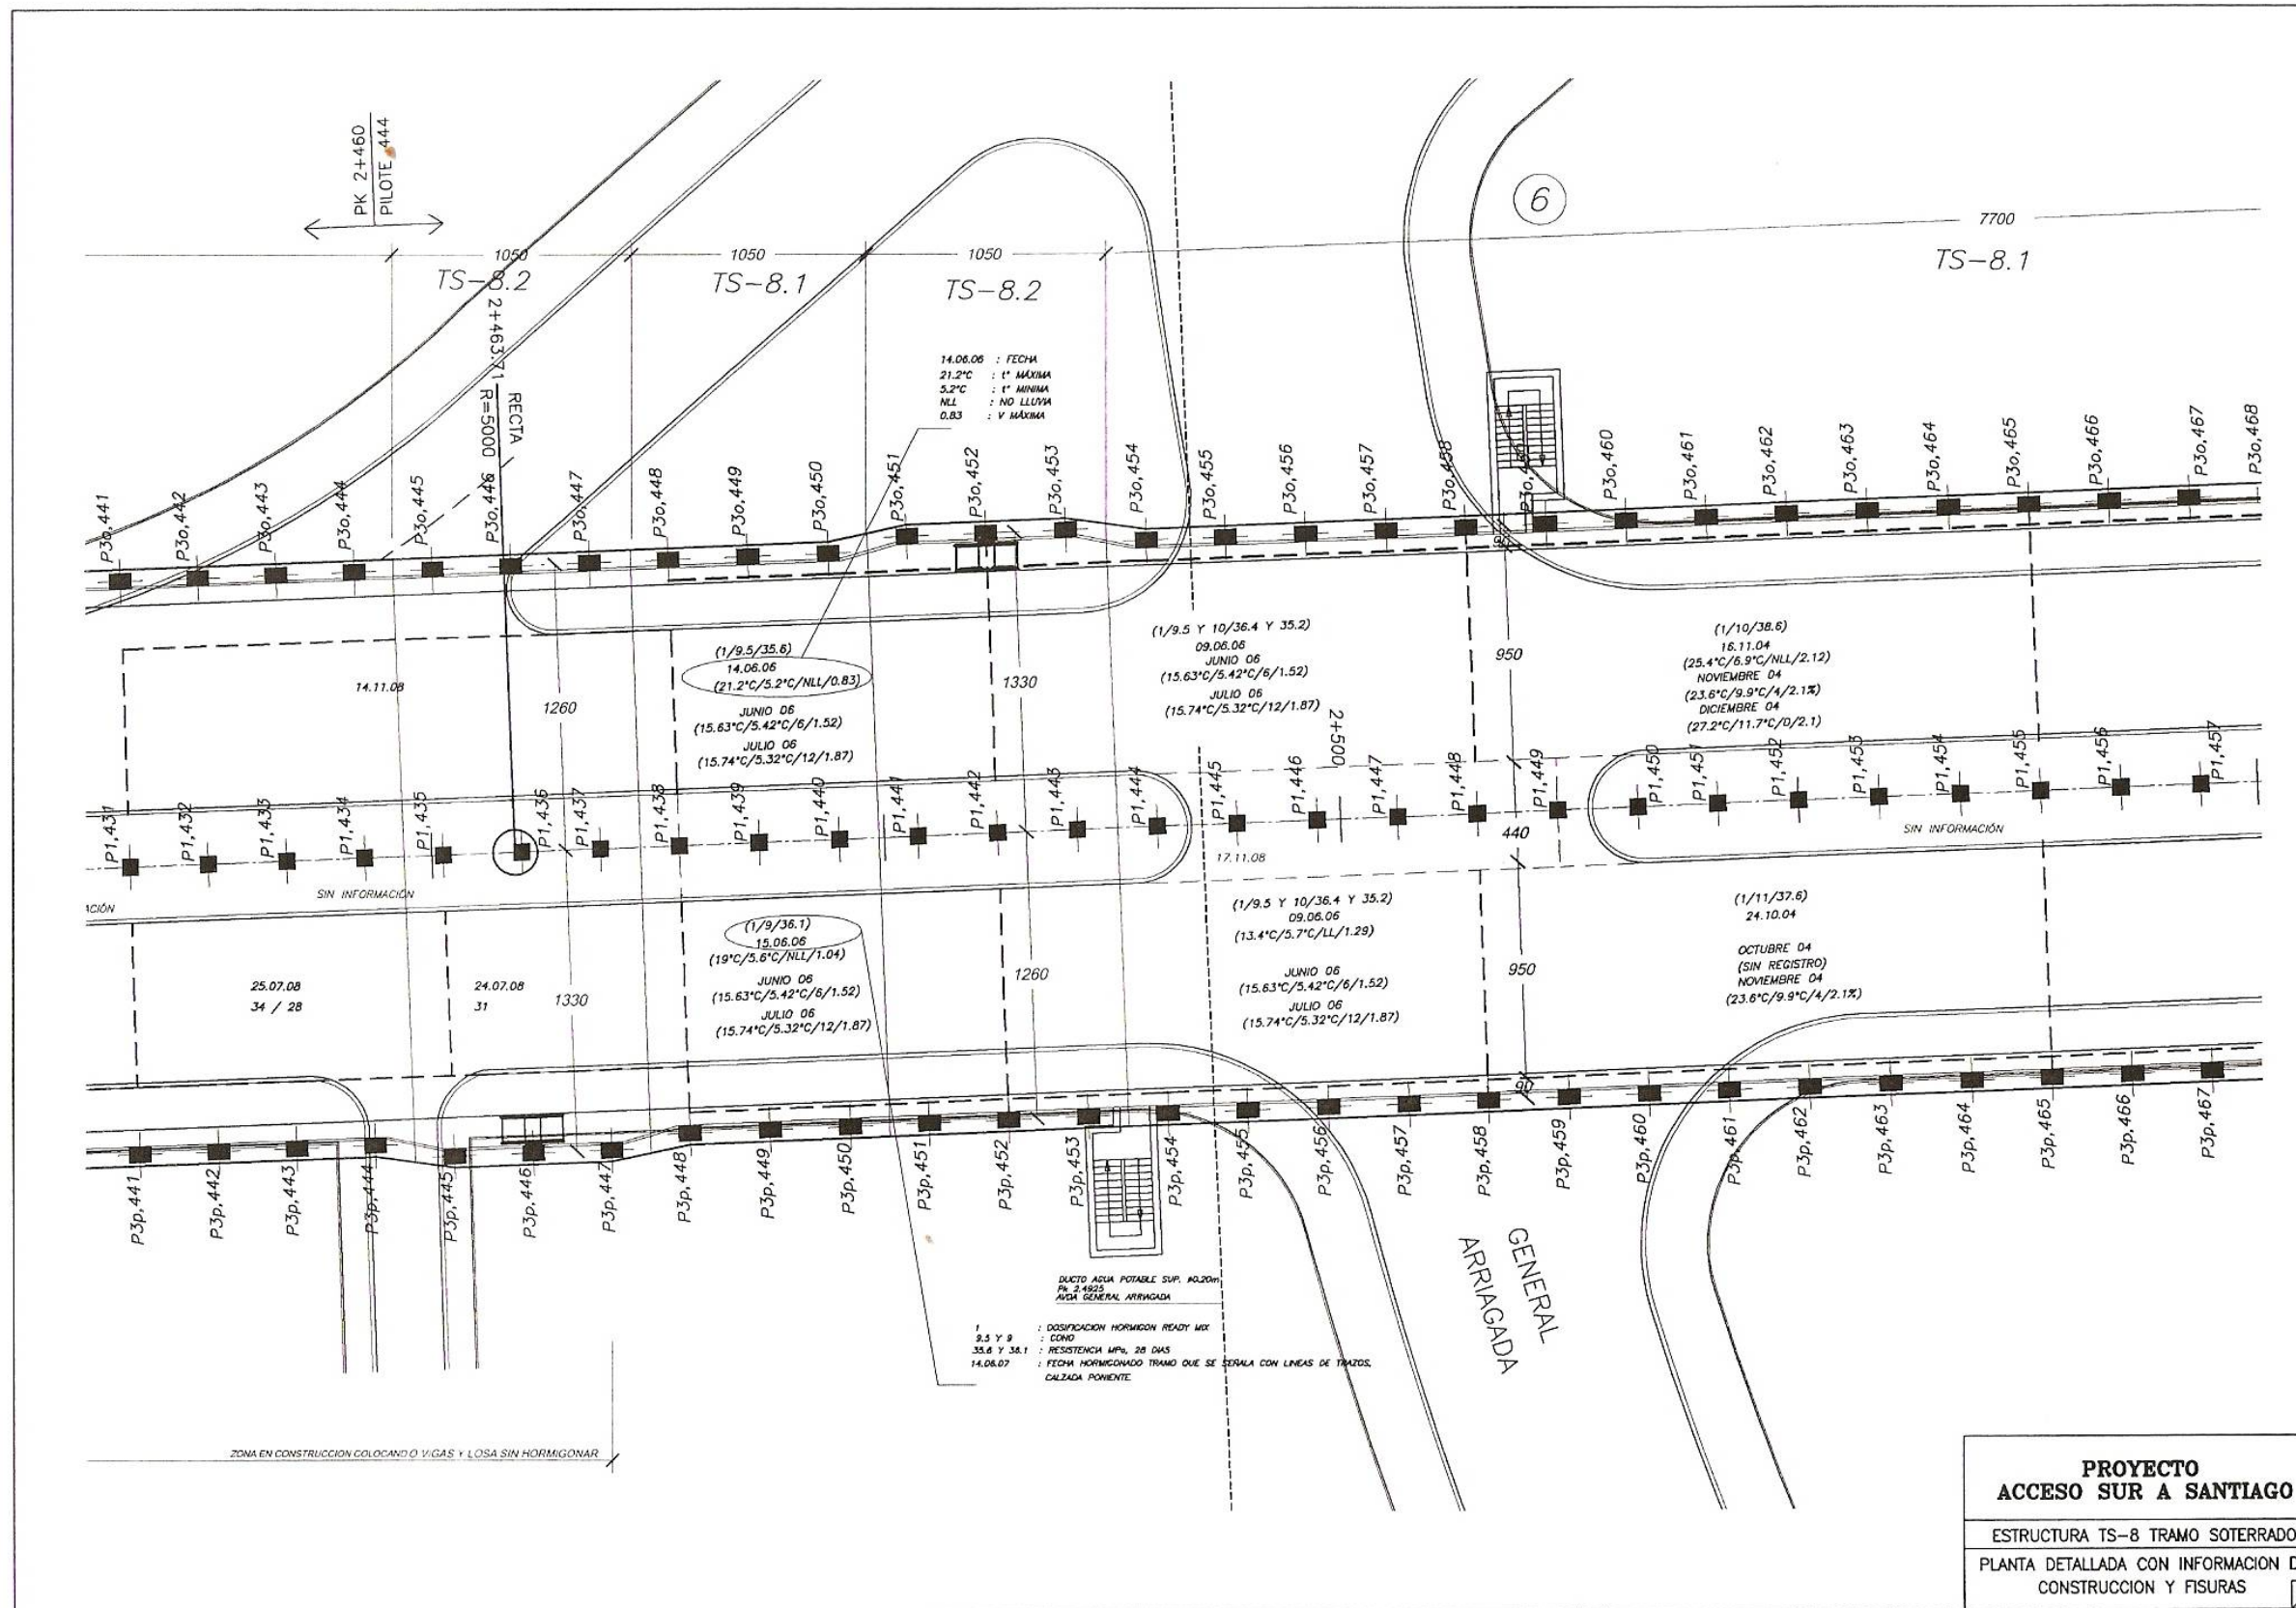 PK 2+460
PILOTE 444
6
1050
1050
1050
7700
TS-8.2
TS-8.1
TS-8.2
TS-8.1
2+463.71
RECTA
R=5000
14.06.06 : FECHA
21.2°C : t° MÁXIMA
5.2°C : t° MINIMA
NLL : NO LLUVIA
0.83 : V MÁXIMA
P3o,441
P3o,442
P3o,443
P3o,444
P3o,445
P3o,446
P3o,447
P3o,448
P3o,449
P3o,450
P3o,451
P3o,452
P3o,453
P3o,454
P3o,455
P3o,456
P3o,457
P3o,458
P3o,460
P3o,461
P3o,462
P3o,463
P3o,464
P3o,465
P3o,466
P3o,467
P3o,468
14.11.08
1260
(1/9.5/35.6)
14.06.06
(21.2°C/5.2°C/NLL/0.83)
JUNIO 06
(15.63°C/5.42°C/6/1.52)
JULIO 06
(15.74°C/5.32°C/12/1.87)
1330
(1/9.5 Y 10/36.4 Y 35.2)
09.06.06
JUNIO 06
(15.63°C/5.42°C/6/1.52)
JULIO 06
(15.74°C/5.32°C/12/1.87)
2+500
950
(1/10/38.6)
16.11.04
(25.4°C/6.9°C/NLL/2.12)
NOVIEMBRE 04
(23.6°C/9.9°C/4/2.1%)
DICIEMBRE 04
(27.2°C/11.7°C/0/2.1)
P1,431
P1,432
P1,433
P1,434
P1,435
P1,436
P1,437
P1,438
P1,439
P1,440
P1,441
P1,442
P1,443
P1,444
P1,445
P1,446
P1,447
P1,448
P1,449
P1,450
P1,451
P1,452
P1,453
P1,454
P1,455
P1,456
P1,457
440
SIN INFORMACIÓN
17.11.08
SIN INFORMACIÓN
ACIÓN
25.07.08
34 / 28
24.07.08
31
1330
(1/9/36.1)
15.06.06
(19°C/5.6°C/NLL/1.04)
JUNIO 06
(15.63°C/5.42°C/6/1.52)
JULIO 06
(15.74°C/5.32°C/12/1.87)
1260
(1/9.5 Y 10/36.4 Y 35.2)
09.06.06
(13.4°C/5.7°C/LL/1.29)
JUNIO 06
(15.63°C/5.42°C/6/1.52)
JULIO 06
(15.74°C/5.32°C/12/1.87)
950
90
(1/11/37.6)
24.10.04
OCTUBRE 04
(SIN REGISTRO)
NOVIEMBRE 04
(23.6°C/9.9°C/4/2.1%)
P3p,441
P3p,442
P3p,443
P3p,444
P3p,445
P3p,446
P3p,447
P3p,448
P3p,449
P3p,450
P3p,451
P3p,452
P3p,453
P3p,454
P3p,455
P3p,456
P3p,457
P3p,458
P3p,459
P3p,460
P3p,461
P3p,462
P3p,463
P3p,464
P3p,465
P3p,466
P3p,467
GENERAL
ARRIAGADA
DUCTO AGUA POTABLE SUP. ø0.20m
Pk 2.4925
AVDA GENERAL ARRIAGADA
1 : DOSIFICACION HORMIGON READY MIX
9.5 Y 9 : CONO
35.6 Y 36.1 : RESISTENCIA MPa, 28 DIAS
14.06.07 : FECHA HORMIGONADO TRAMO QUE SE SEÑALA CON LINEAS DE TRAZOS,
CALZADA PONIENTE.
ZONA EN CONSTRUCCION COLOCANDO VIGAS Y LOSA SIN HORMIGONAR
PROYECTO
ACCESO SUR A SANTIAGO
ESTRUCTURA TS-8 TRAMO SOTERRADO
PLANTA DETALLADA CON INFORMACION D
CONSTRUCCION Y FISURAS